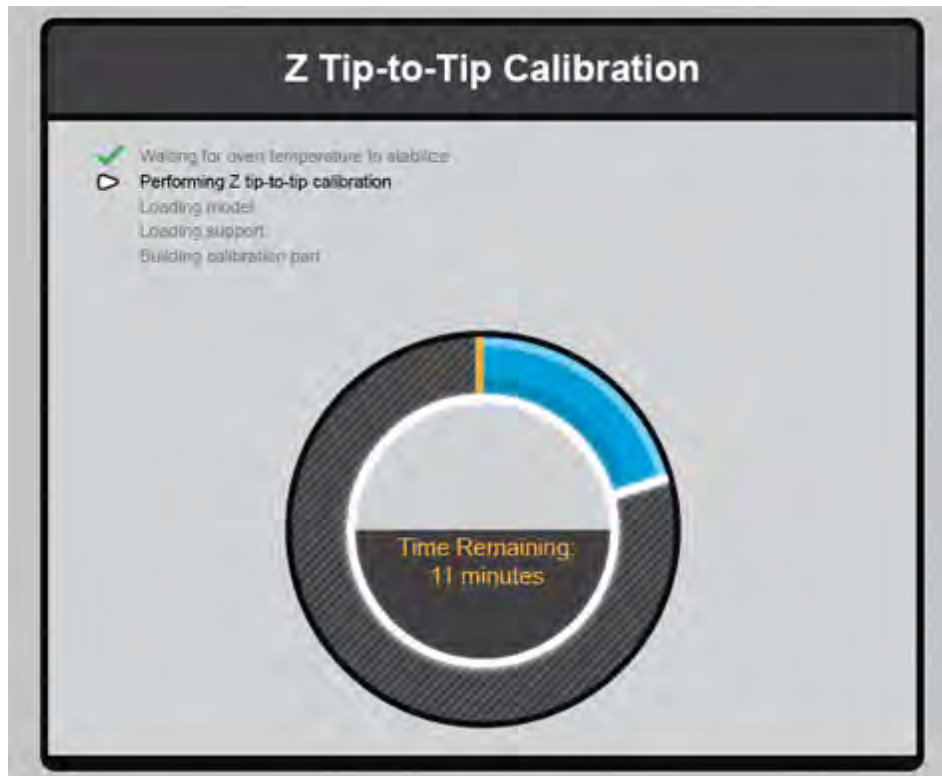 Z Tip-to-Tip Calibration
Waiting for oven temperature to stabilize
Performing Z tip-to-tip calibration
Loading model
Loading support
Building calibration part
Time Remaining:
11 minutes